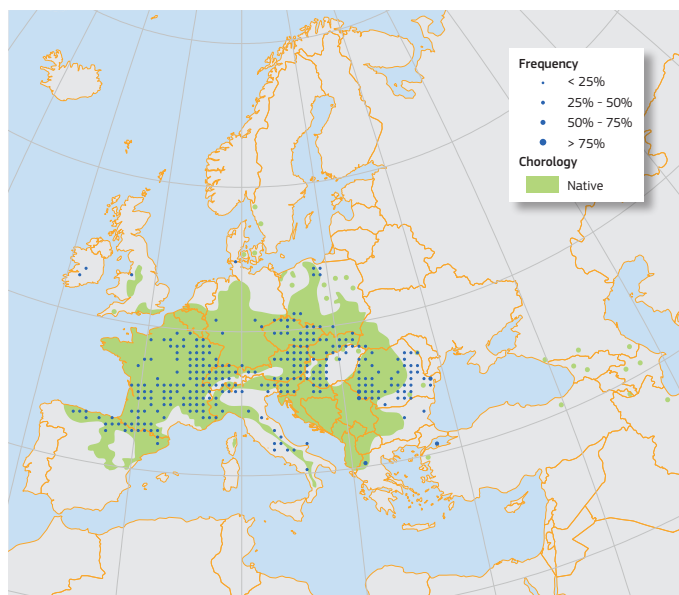 Frequency
< 25%
25% - 50%
50% - 75%
> 75%
Chorology
Native